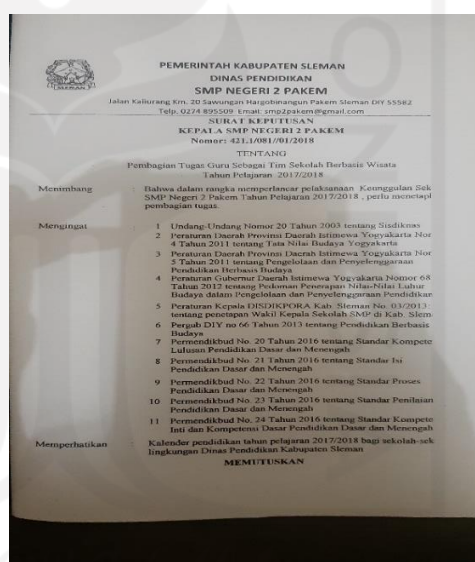 PEMERINTAH KABUPATEN SLEMAN
DINAS PENDIDIKAN
SMP NEGERI 2 PAKEM
Jalan Kaliurang Km. 20 Sawungan Hargobinangun Pakem Sleman DIY 55582
Telp. 0274 895509 Email: smp2pakem@gmail.com
SURAT KEPUTUSAN
KEPALA SMP NEGERI 2 PAKEM
Nomor: 421.1/081//01/2018
TENTANG
Pembagian Tugas Guru Sebagai Tim Sekolah Berbasis Wisata
Tahun Pelajaran 2017/2018
Menimbang : Bahwa dalam rangka memperlancar pelaksanaan Keunggulan Sek
SMP Negeri 2 Pakem Tahun Pelajaran 2017/2018 , perlu menetapl
pembagian tugas.
Mengingat : 1 Undang-Undang Nomor 20 Tahun 2003 tentang Sisdiknas
2 Peraturan Daerah Provinsi Daerah Istimewa Yogyakarta Nor
4 Tahun 2011 tentang Tata Nilai Budaya Yogyakarta
3 Peraturan Daerah Provinsi Daerah Istimewa Yogyakarta Nor
5 Tahun 2011 tentang Pengelolaan dan Penyelenggaraan
Pendidikan Berbasis Budaya
4 Peraturan Gubernur Daerah Istimewa Yogyakarta Nomor 68
Tahun 2012 tentang Pedoman Penerapan Nilai-Nilai Luhur
Budaya dalam Pengelolaan dan Penyelenggaraan Pendidikan
5 Peraturan Kepala DISDIKPORA Kab. Sleman No. 03/2013:
tentang penetapan Wakil Kepala Sekolah SMP di Kab. Slem
6 Pergub DIY no 66 Tahun 2013 tentang Pendidikan Berbasis
Budaya
7 Permendikbud No. 20 Tahun 2016 tentang Standar Kompete
Lulusan Pendidikan Dasar dan Menengah
8 Permendikbud No. 21 Tahun 2016 tentang Standar Isi
Pendidikan Dasar dan Menengah
9 Permendikbud No. 22 Tahun 2016 tentang Standar Proses
Pendidikan Dasar dan Menengah
10 Permendikbud No. 23 Tahun 2016 tentang Standar Penilaian
Pendidikan Dasar dan Menengah
11 Permendikbud No. 24 Tahun 2016 tentang Standar Kompete
Inti dan Kompetensi Dasar Pendidikan Dasar dan Menengah
Memperhatikan : Kalender pendidikan tahun pelajaran 2017/2018 bagi sekolah-sek
lingkungan Dinas Pendidikan Kabupaten Sleman
MEMUTUSKAN